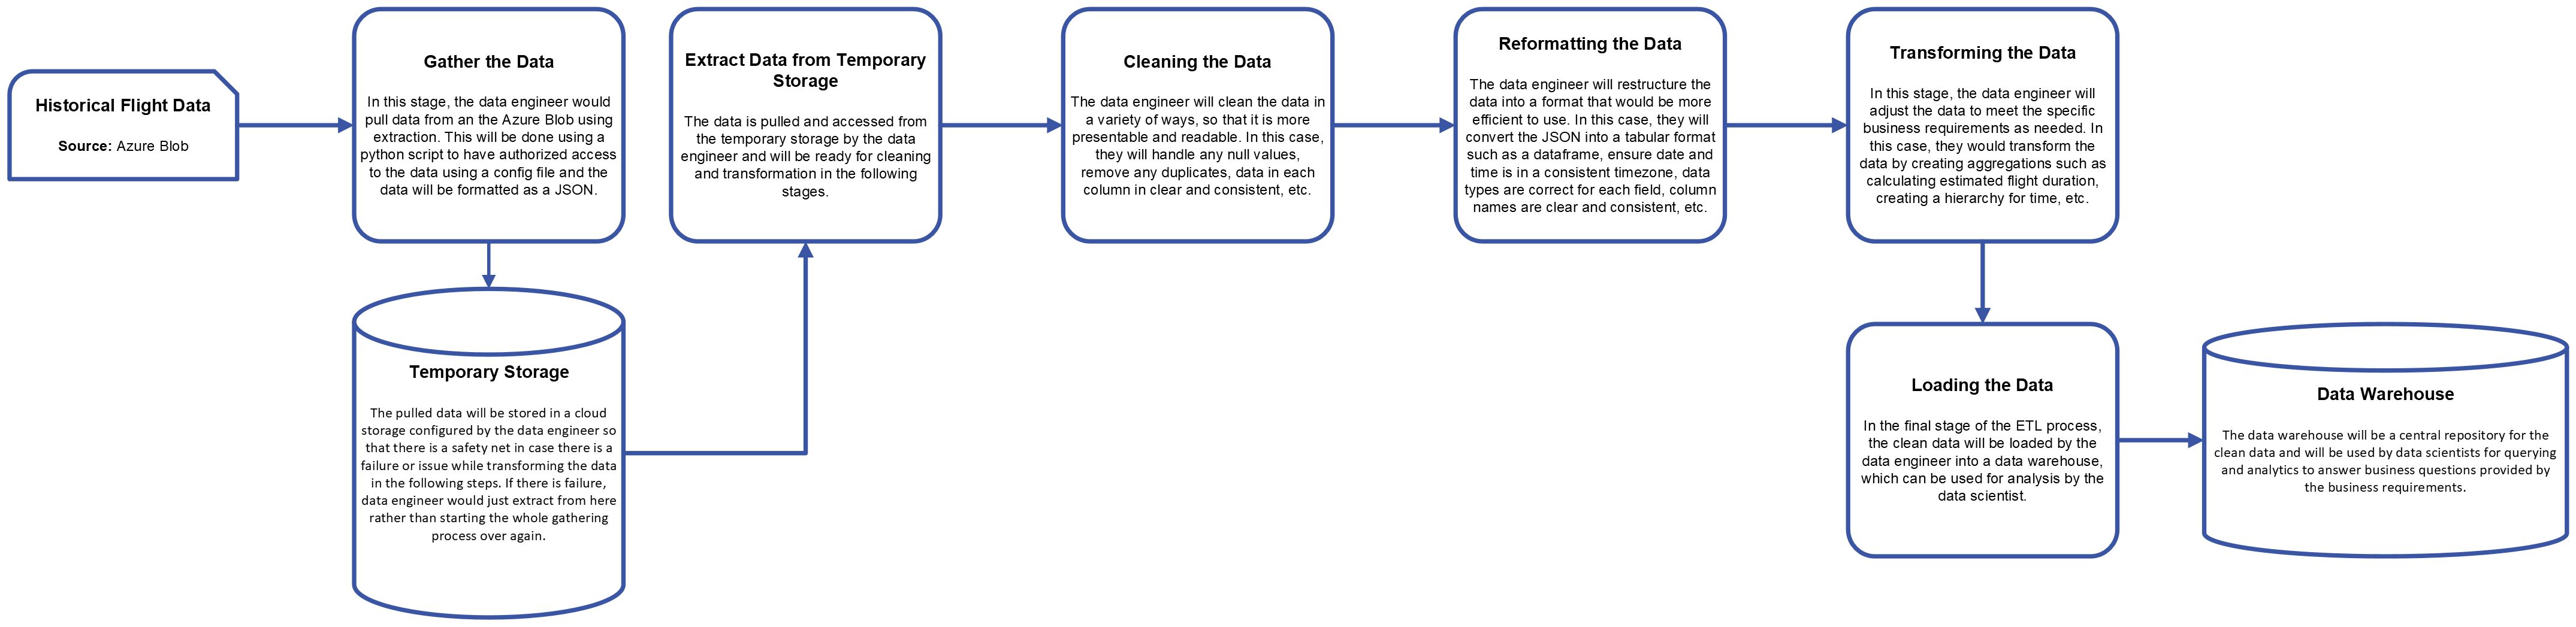 Historical Flight Data
Source: Azure Blob
Gather the Data
In this stage, the data engineer would
pull data from an the Azure Blob using
extraction. This will be done using a
python script to have authorized access
to the data using a config file and the
data will be formatted as a JSON.
Temporary Storage
The pulled data will be stored in a cloud
storage configured by the data engineer so
that there is a safety net in case there is a
failure or issue while transforming the data
in the following steps. If there is failure,
data engineer would just extract from here
rather than starting the whole gathering
process over again.
Extract Data from Temporary
Storage
The data is pulled and accessed from
the temporary storage by the data
engineer and will be ready for cleaning
and transformation in the following
stages.
Cleaning the Data
The data engineer will clean the data in
a variety of ways, so that it is more
presentable and readable. In this case,
they will handle any null values,
remove any duplicates, data in each
column in clear and consistent, etc.
Reformatting the Data
The data engineer will restructure the
data into a format that would be more
efficient to use. In this case, they will
convert the JSON into a tabular format
such as a dataframe, ensure date and
time is in a consistent timezone, data
types are correct for each field, column
names are clear and consistent, etc.
Transforming the Data
In this stage, the data engineer will
adjust the data to meet the specific
business requirements as needed. In
this case, they would transform the
data by creating aggregations such as
calculating estimated flight duration,
creating a hierarchy for time, etc.
Loading the Data
In the final stage of the ETL process,
the clean data will be loaded by the
data engineer into a data warehouse,
which can be used for analysis by the
data scientist.
Data Warehouse
The data warehouse will be a central repository for the
clean data and will be used by data scientists for querying
and analytics to answer business questions provided by
the business requirements.